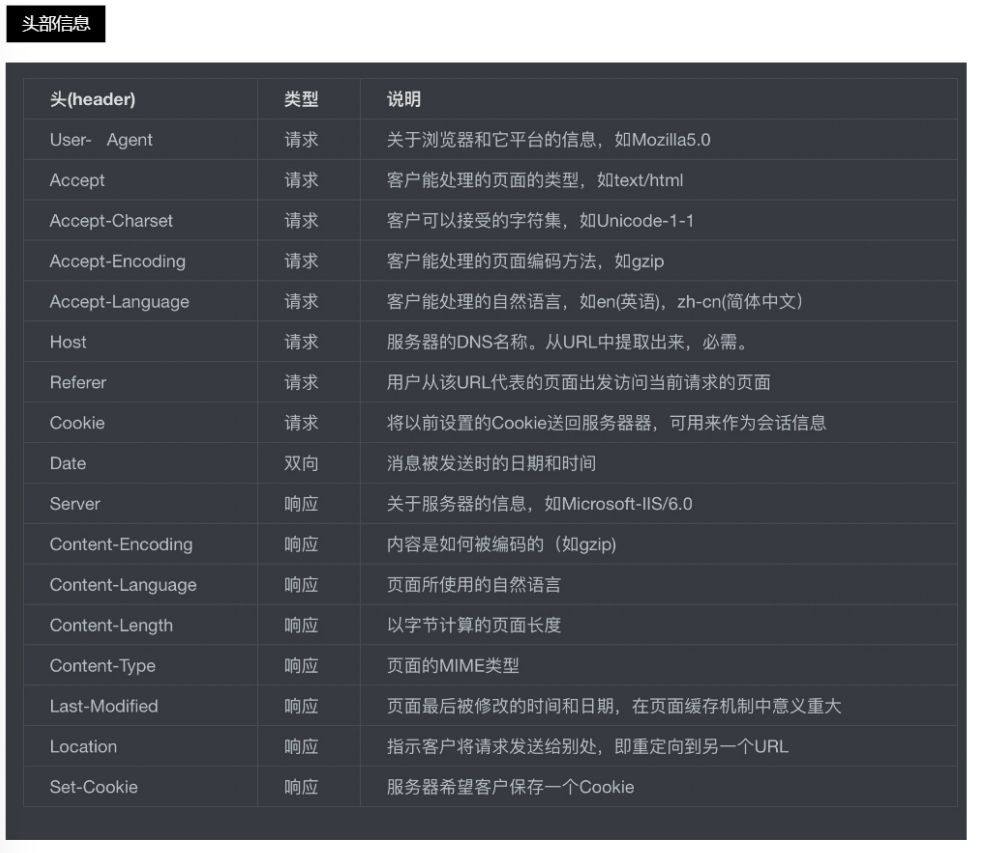 头部信息
头(header) 类型 说明
User- Agent 请求 关于浏览器和它平台的信息，如Mozilla5.0
Accept 请求 客户能处理的页面的类型，如text/html
Accept-Charset 请求 客户可以接受的字符集，如Unicode-1-1
Accept-Encoding 请求 客户能处理的页面编码方法，如gzip
Accept-Language 请求 客户能处理的自然语言，如en(英语)，zh-cn(简体中文）
Host 请求 服务器的DNS名称。从URL中提取出来，必需。
Referer 请求 用户从该URL代表的页面出发访问当前请求的页面
Cookie 请求 将以前设置的Cookie送回服务器器，可用来作为会话信息
Date 双向 消息被发送时的日期和时间
Server 响应 关于服务器的信息，如Microsoft-IIS/6.0
Content-Encoding 响应 内容是如何被编码的（如gzip)
Content-Language 响应 页面所使用的自然语言
Content-Length 响应 以字节计算的页面长度
Content-Type 响应 页面的MIME类型
Last-Modified 响应 页面最后被修改的时间和日期，在页面缓存机制中意义重大
Location 响应 指示客户将请求发送给别处，即重定向到另一个URL
Set-Cookie 响应 服务器希望客户保存一个Cookie